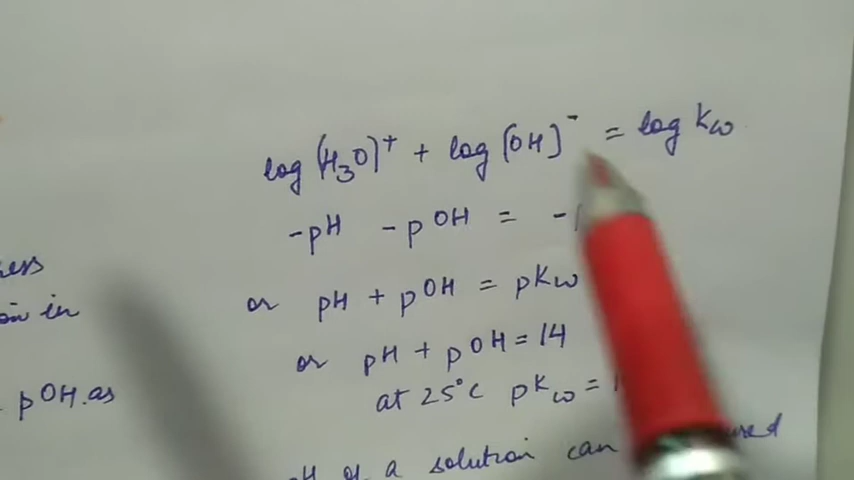 log (H₃O)⁺ + log [OH]⁻ = log Kw
-pH - pOH = -
or pH + pOH = pKw
on in
or pH + pOH = 14
pOH as
at 25°C pKw =
of a solution can